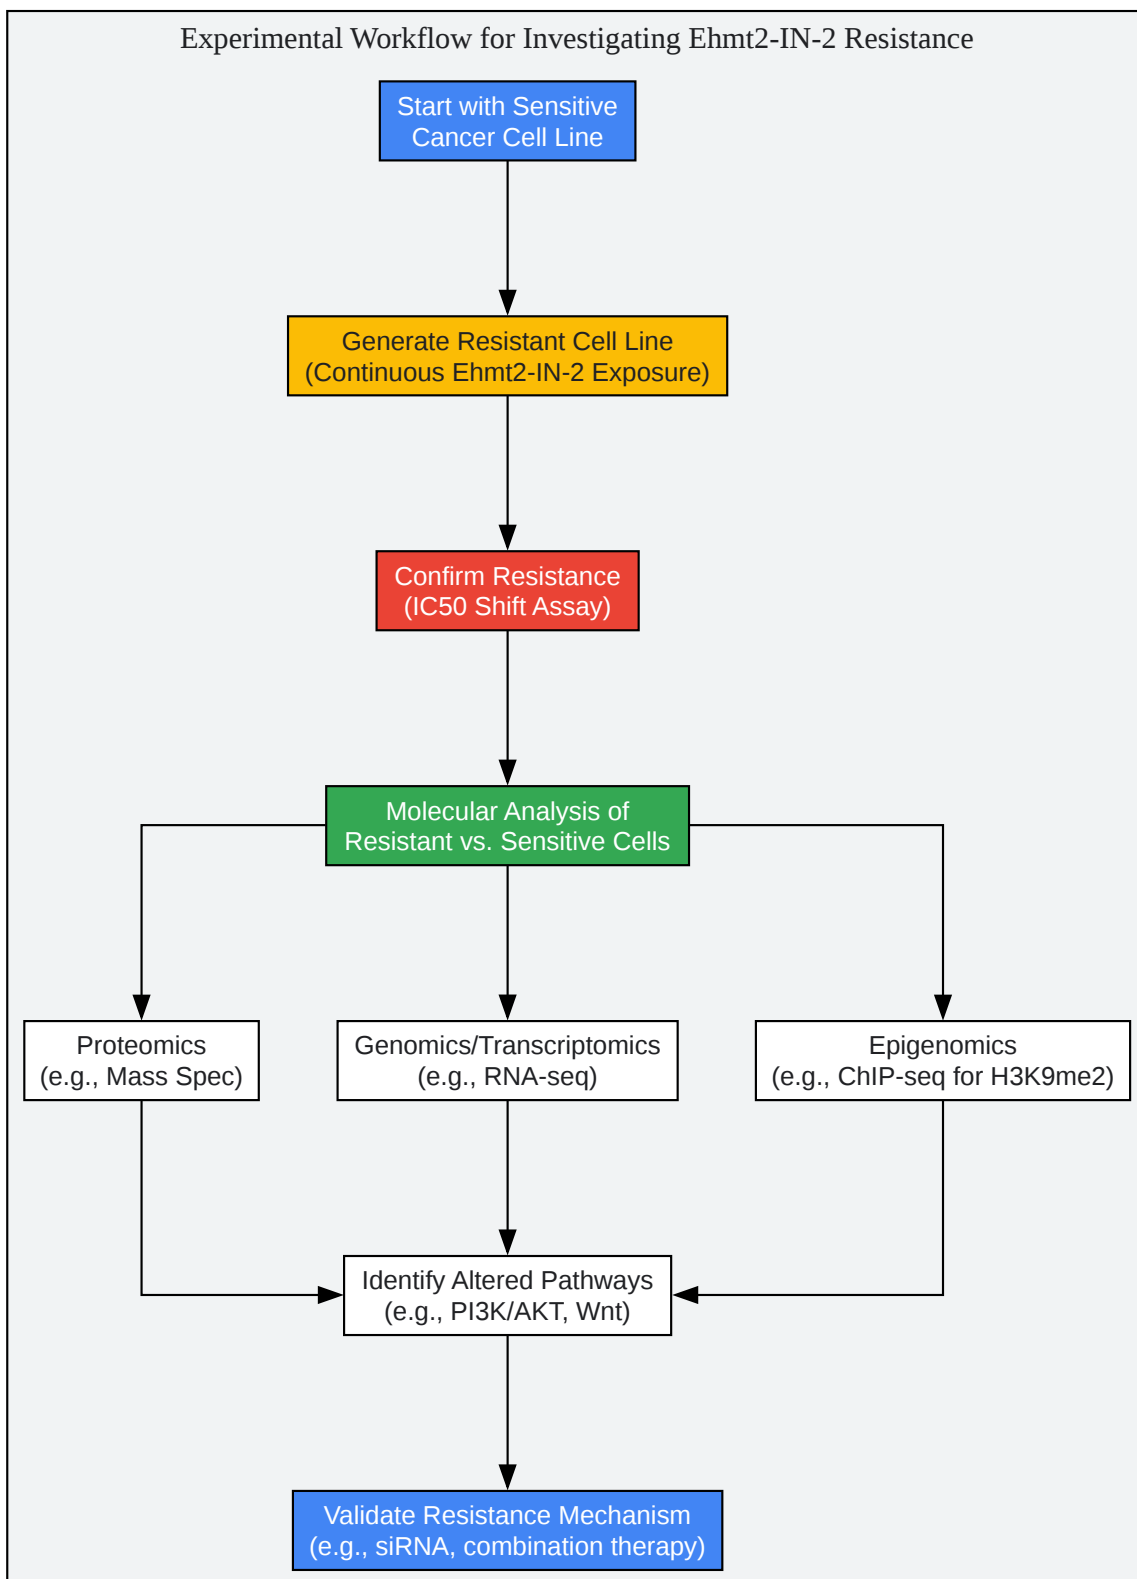 Experimental Workflow for Investigating Ehmt2-IN-2 Resistance
Start with Sensitive
Cancer Cell Line
Generate Resistant Cell Line
(Continuous Ehmt2-IN-2 Exposure)
Confirm Resistance
(IC50 Shift Assay)
Molecular Analysis of
Resistant vs. Sensitive Cells
Proteomics
(e.g., Mass Spec)
Genomics/Transcriptomics
(e.g., RNA-seq)
Epigenomics
(e.g., ChIP-seq for H3K9me2)
Identify Altered Pathways
(e.g., PI3K/AKT, Wnt)
Validate Resistance Mechanism
(e.g., siRNA, combination therapy)